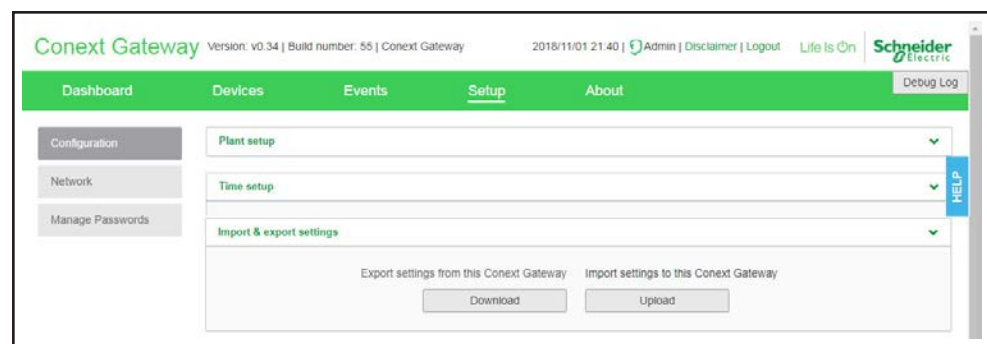 Conext Gateway Version: v0.34 | Build number: 55 | Conext Gateway 2018/11/01 21:40 | Admin | Disclaimer | Logout Life Is On Schneider Electric
Dashboard Devices Events Setup About Debug Log
Configuration
Network
Manage Passwords
Plant setup
Time setup
Import & export settings
Export settings from this Conext Gateway Import settings to this Conext Gateway
Download Upload
HELP